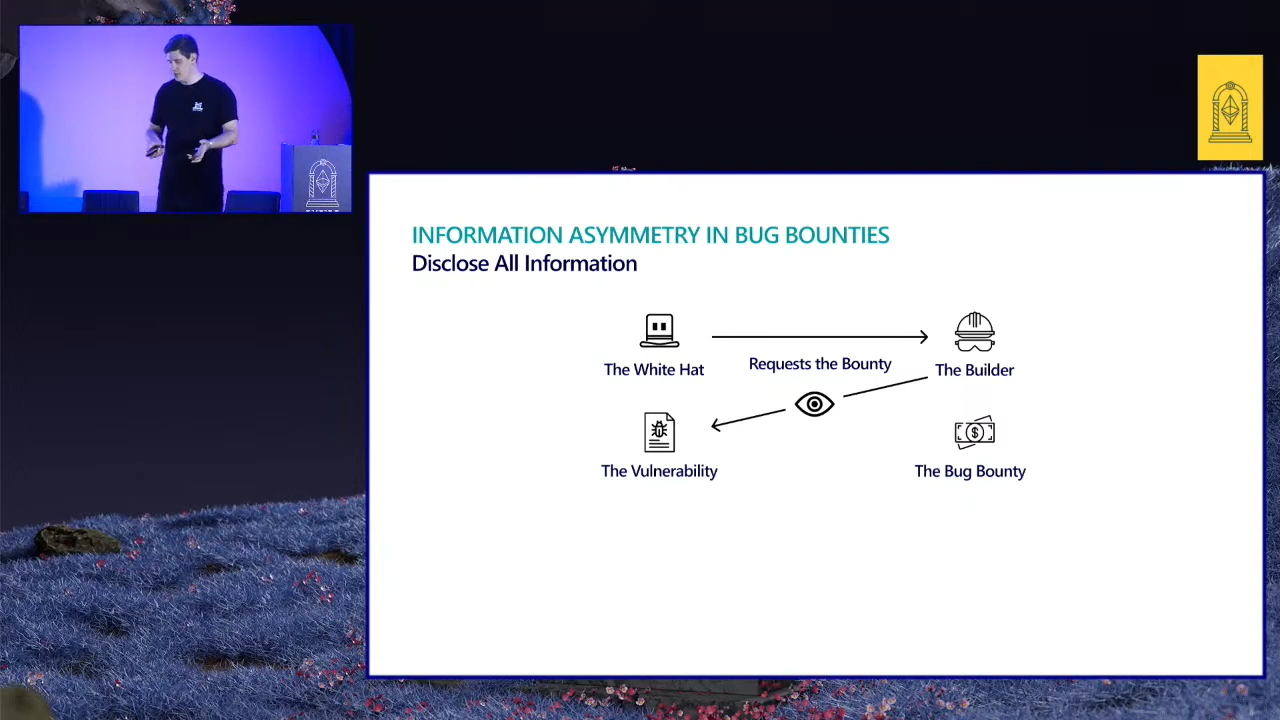 INFORMATION ASYMMETRY IN BUG BOUNTIES
Disclose All Information
The White Hat
Requests the Bounty
The Builder
The Vulnerability
The Bug Bounty